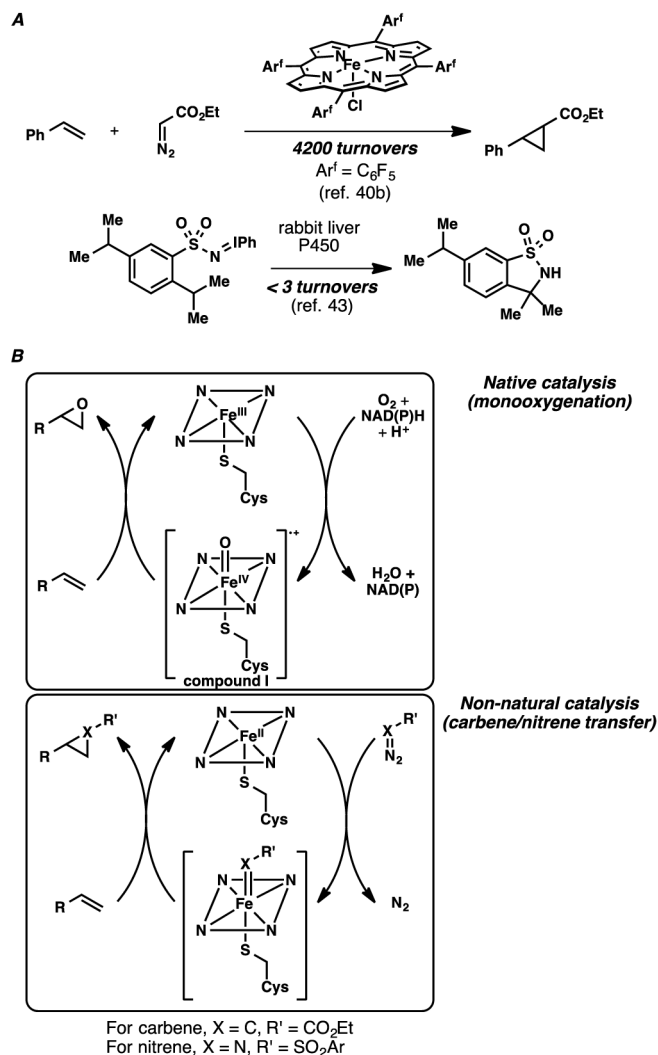 A
Ar^f
Ar^f Fe N N N N Ar^f
Ar^f Cl
Ph + CO₂Et N₂ 4200 turnovers Ph CO₂Et
Ar^f = C₆F₅
(ref. 40b)
Me Me O O S N IPh rabbit liver Me Me O O S NH
P450
Me Me < 3 turnovers Me Me
(ref. 43)
B
Native catalysis
(monooxygenation)
R O N N Fe^III N N S Cys O₂ +
NAD(P)H
+ H⁺
R O N N Fe^IV N N S Cys ·+ H₂O +
NAD(P)
compound I
Non-natural catalysis
(carbene/nitrene transfer)
R X R' N N Fe^II N N S Cys R' X N₂
R R' X N N Fe N N S Cys N₂
For carbene, X = C, R' = CO₂Et
For nitrene, X = N, R' = SO₂Ar